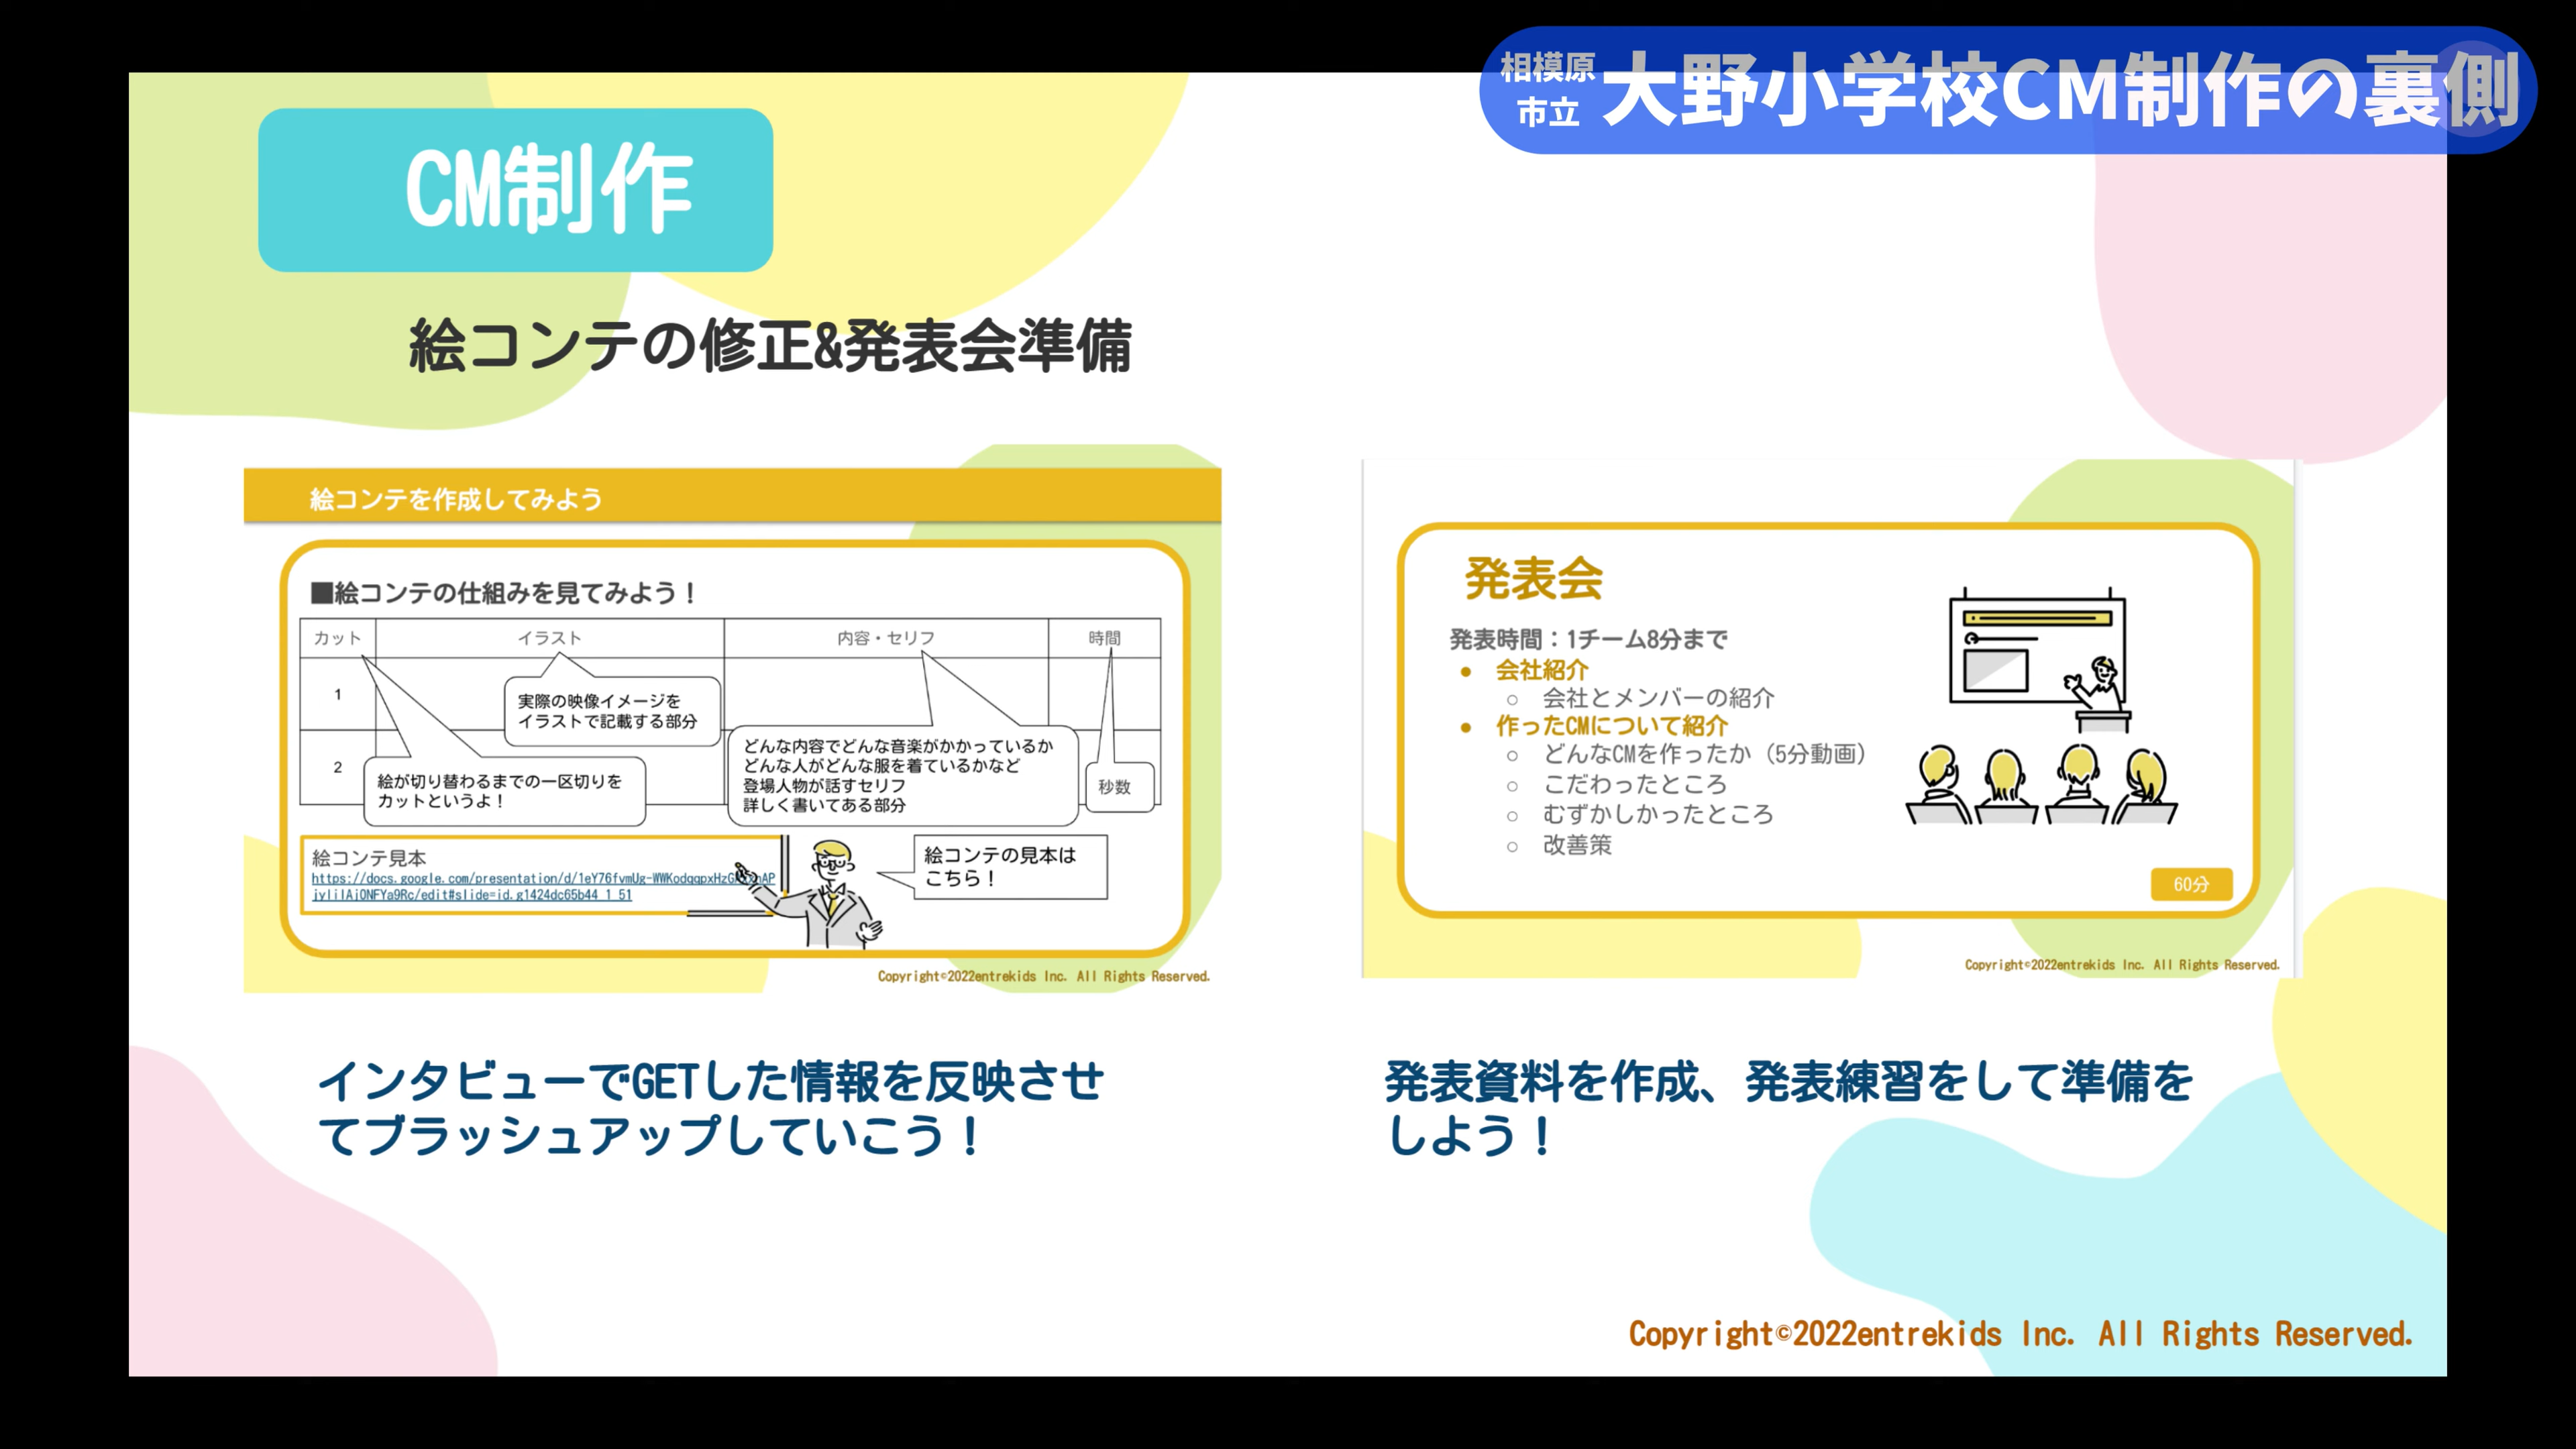 相模原
市立
大野小学校CM制作の裏側
CM制作
絵コンテの修正&発表会準備
絵コンテを作成してみよう
■絵コンテの仕組みを見てみよう！
カット
イラスト
内容・セリフ
時間
1
実際の映像イメージを
イラストで記載する部分
2
絵が切り替わるまでの一区切りを
カットというよ！
どんな内容でどんな音楽がかかっているか
どんな人がどんな服を着ているかなど
登場人物が話すセリフ
詳しく書いてある部分
秒数
絵コンテ見本
絵コンテの見本は
こちら！
Copyright©2022entrekids Inc. All Rights Reserved.
インタビューでGETした情報を反映させ
てブラッシュアップしていこう！
発表会
発表時間：1チーム8分まで
● 会社紹介
○ 会社とメンバーの紹介
● 作ったCMについて紹介
○ どんなCMを作ったか（5分動画）
○ こだわったところ
○ むずかしかったところ
○ 改善策
60分
Copyright©2022entrekids Inc. All Rights Reserved.
発表資料を作成、発表練習をして準備を
しよう！
Copyright©2022entrekids Inc. All Rights Reserved.